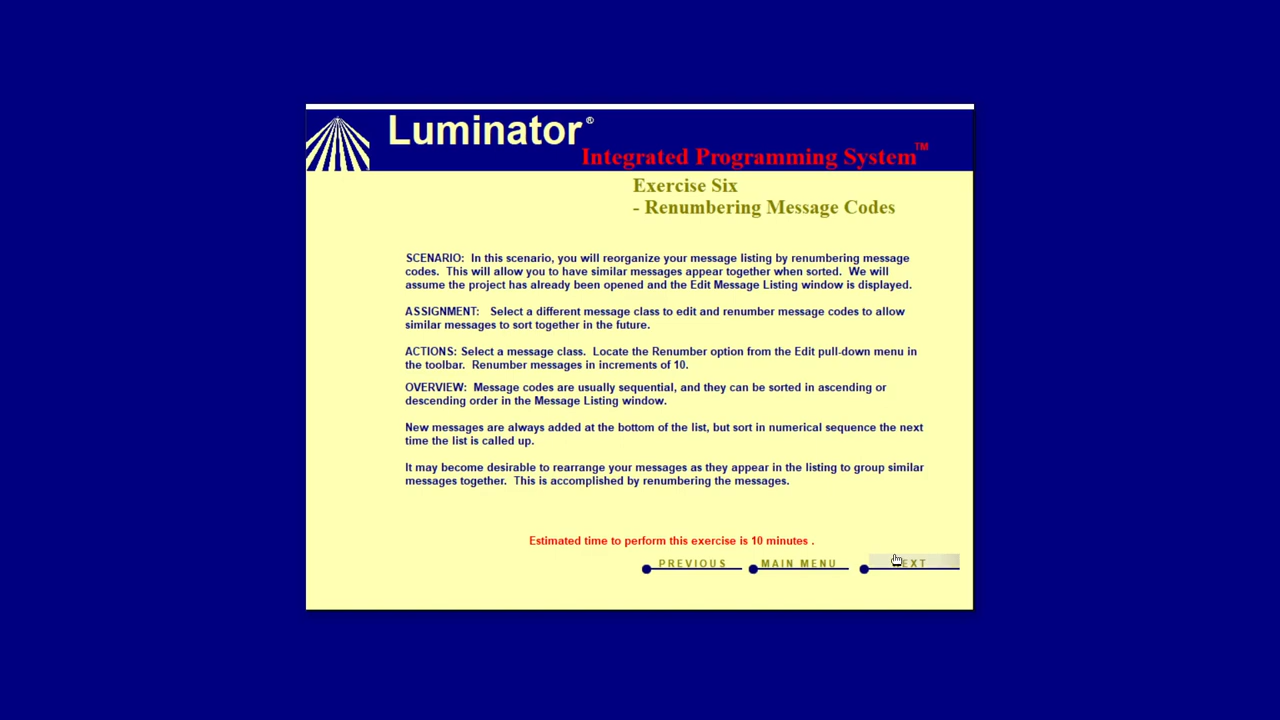 Luminator®
Integrated Programming System™
Exercise Six
- Renumbering Message Codes
SCENARIO: In this scenario, you will reorganize your message listing by renumbering message
codes. This will allow you to have similar messages appear together when sorted. We will
assume the project has already been opened and the Edit Message Listing window is displayed.
ASSIGNMENT: Select a different message class to edit and renumber message codes to allow
similar messages to sort together in the future.
ACTIONS: Select a message class. Locate the Renumber option from the Edit pull-down menu in
the toolbar. Renumber messages in increments of 10.
OVERVIEW: Message codes are usually sequential, and they can be sorted in ascending or
descending order in the Message Listing window.
New messages are always added at the bottom of the list, but sort in numerical sequence the next
time the list is called up.
It may become desirable to rearrange your messages as they appear in the listing to group similar
messages together. This is accomplished by renumbering the messages.
Estimated time to perform this exercise is 10 minutes .
PREVIOUS MAIN MENU NEXT